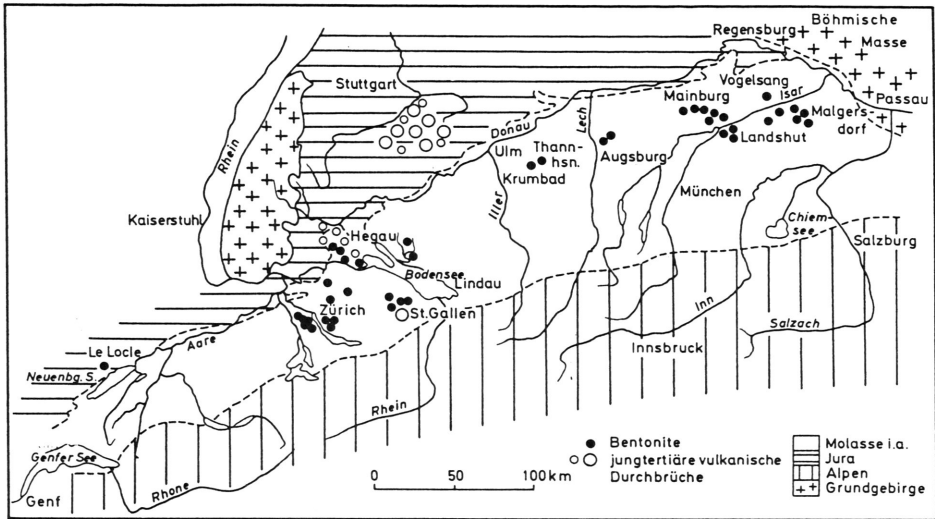 Regensburg
Böhmische
Masse
Stuttgart
Vogelsang
Isar
Passau
Mainburg
Malgers
dorf
Rhein
Donau
Lech
Landshut
Ulm
Thann-
hsn.
Augsburg
Krumbad
München
Iller
Kaiserstuhl
Hegau
Chiem-
see
Salzburg
Bodensee
Lindau
Zürich
St.Gallen
Inn
Salzach
Innsbruck
Aare
Le Locle
Neuenbg. S.
Rhein
Genfer See
Rhone
Genf
Bentonite
jungtertiäre vulkanische
Durchbrüche
0 50 100 km
Molasse i.a.
Jura
Alpen
Grundgebirge